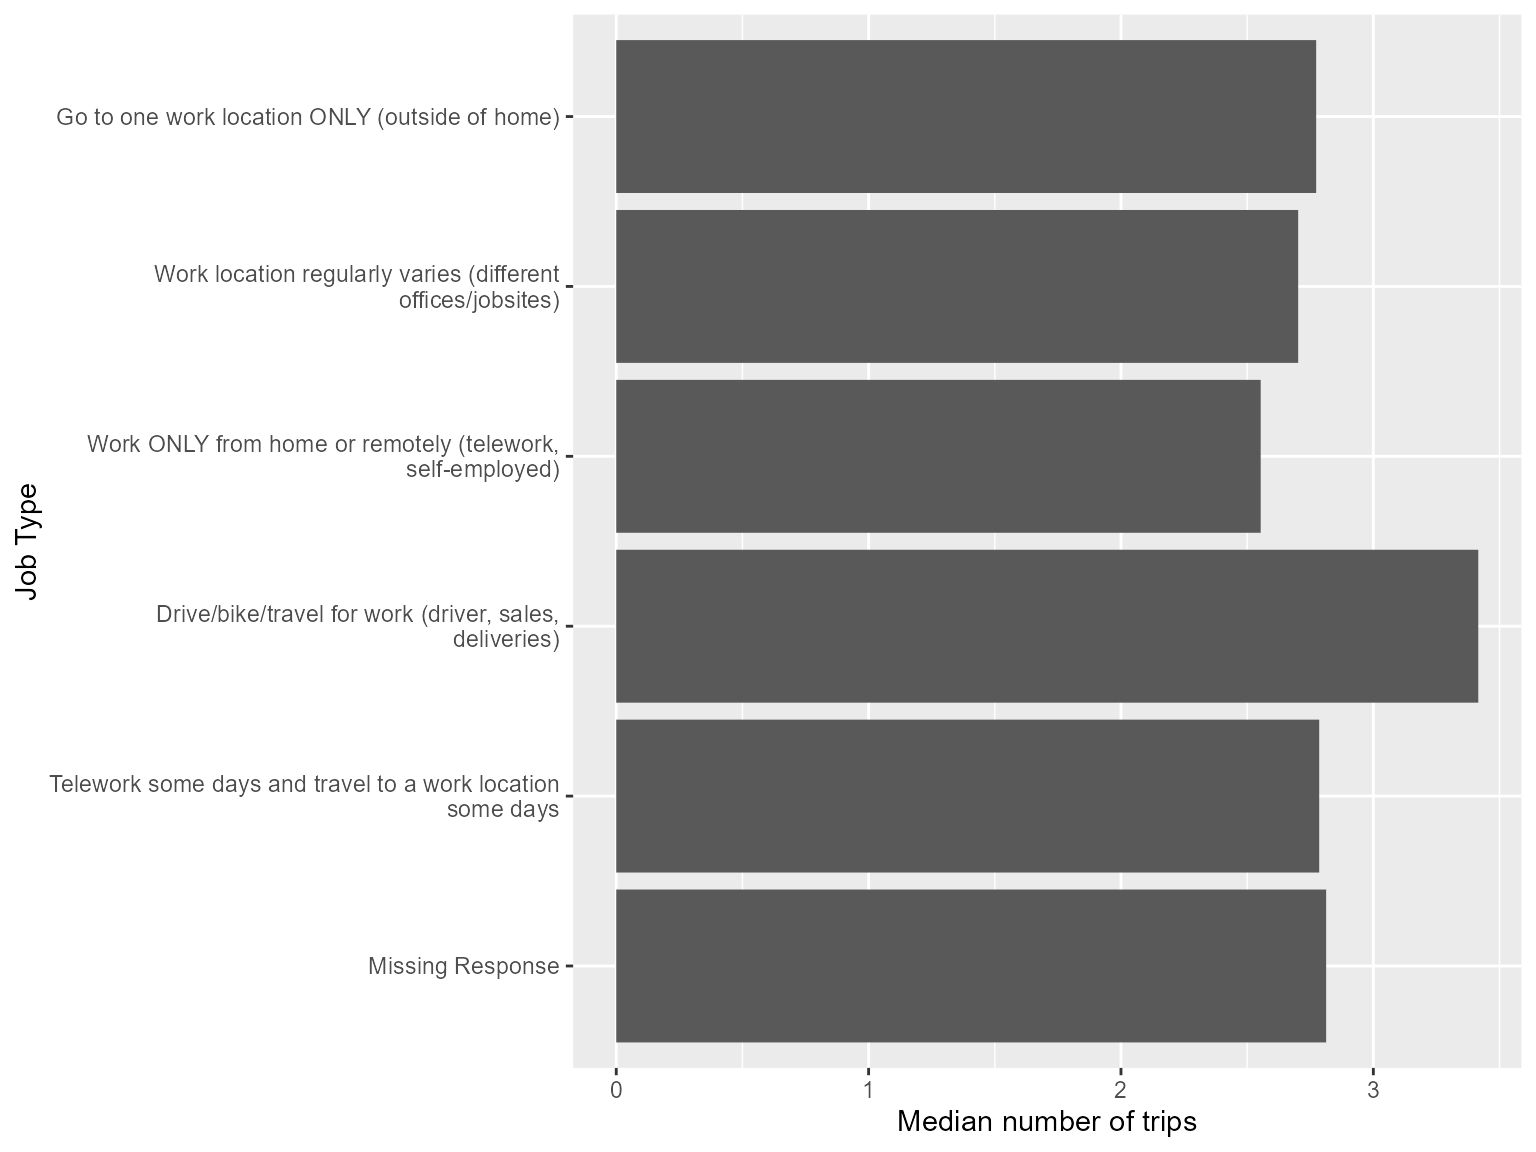 Go to one work location ONLY (outside of home)
Work location regularly varies (different
offices/jobsites)
Work ONLY from home or remotely (telework,
self-employed)
Drive/bike/travel for work (driver, sales,
deliveries)
Telework some days and travel to a work location
some days
Missing Response
Job Type
0 1 2 3
Median number of trips